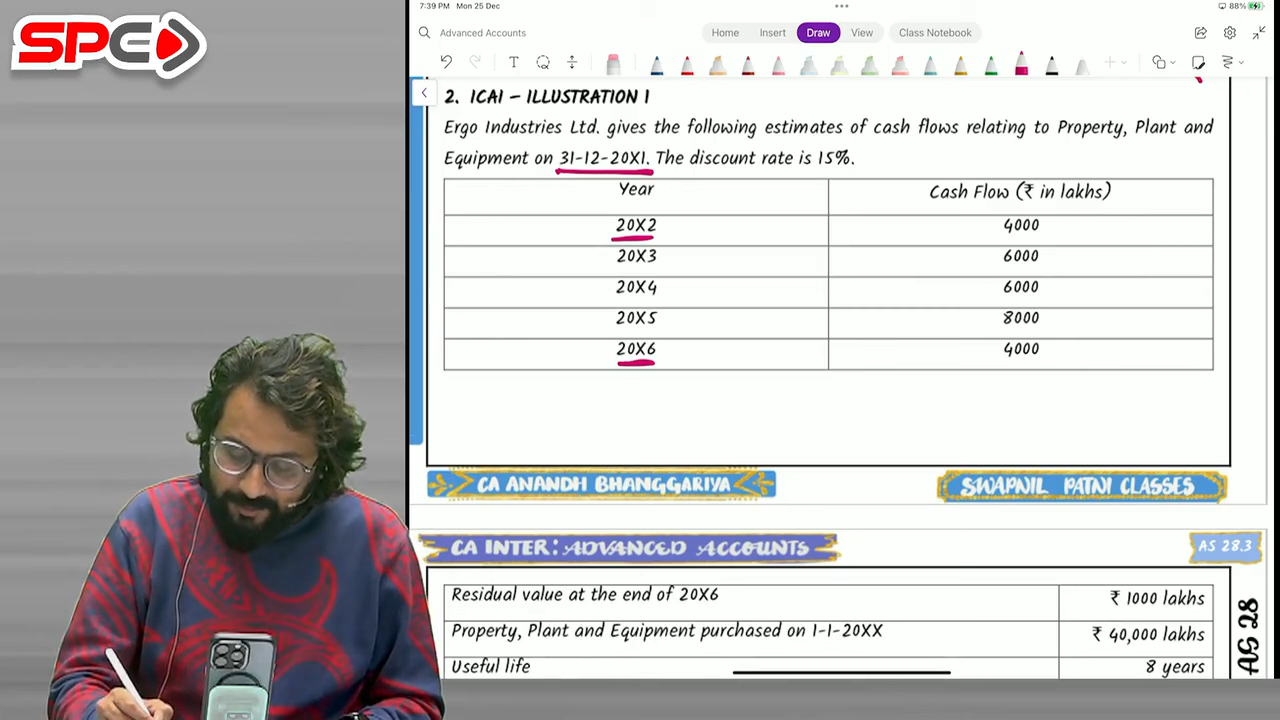 SPC
7:39 PM Mon 25 Dec
88%
Advanced Accounts
Home Insert Draw View Class Notebook
2. ICAI – ILLUSTRATION 1
Ergo Industries Ltd. gives the following estimates of cash flows relating to Property, Plant and
Equipment on 31-12-20X1. The discount rate is 15%.
Year Cash Flow (₹ in lakhs)
20X2 4000
20X3 6000
20X4 6000
20X5 8000
20X6 4000
CA ANANDH BHANGGARIYA SWAPNIL PATNI CLASSES
CA INTER: ADVANCED ACCOUNTS AS 28.3
Residual value at the end of 20X6 ₹ 1000 lakhs
Property, Plant and Equipment purchased on 1-1-20XX ₹ 40,000 lakhs
Useful life 8 years
AS 28